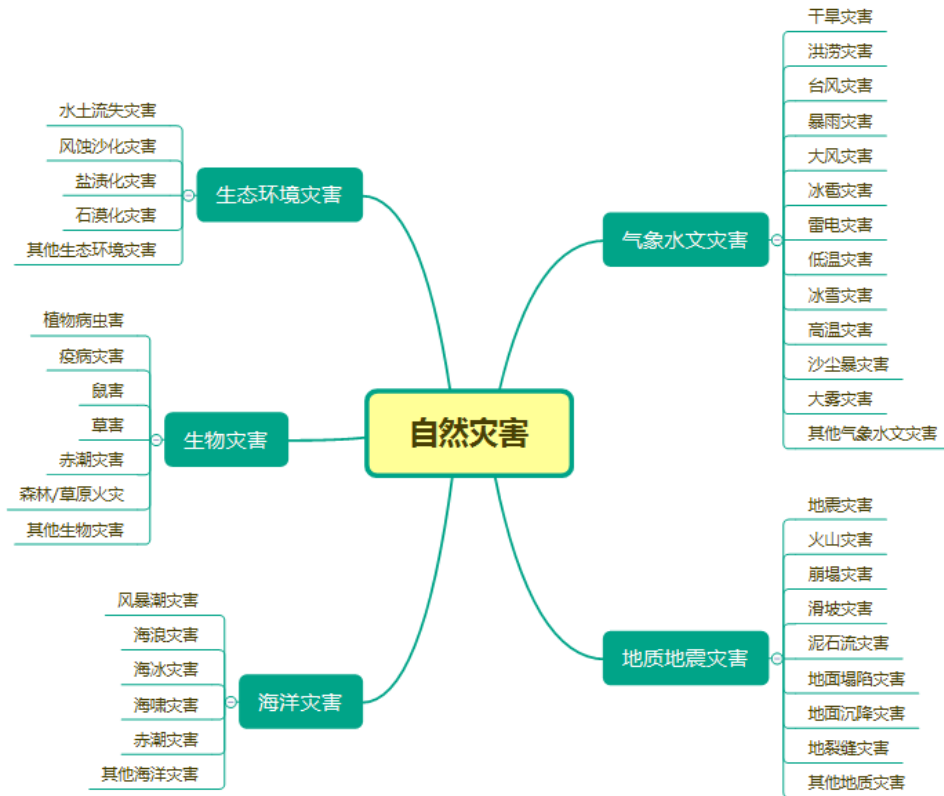 自然灾害
气象水文灾害
干旱灾害
洪涝灾害
台风灾害
暴雨灾害
大风灾害
冰雹灾害
雷电灾害
低温灾害
冰雪灾害
高温灾害
沙尘暴灾害
大雾灾害
其他气象水文灾害
地质地震灾害
地震灾害
火山灾害
崩塌灾害
滑坡灾害
泥石流灾害
地面塌陷灾害
地面沉降灾害
地裂缝灾害
其他地质灾害
生态环境灾害
水土流失灾害
风蚀沙化灾害
盐渍化灾害
石漠化灾害
其他生态环境灾害
生物灾害
植物病虫害
疫病灾害
鼠害
草害
赤潮灾害
森林/草原火灾
其他生物灾害
海洋灾害
风暴潮灾害
海浪灾害
海冰灾害
海啸灾害
赤潮灾害
其他海洋灾害